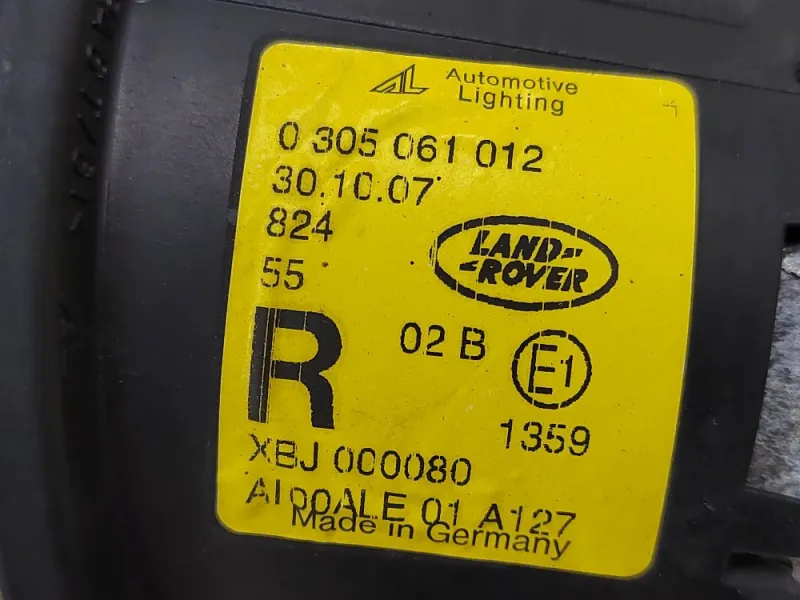 Automotive
Lighting
0 305 061 012
30.10.07
824
LAND-
-ROVER
55
R
02 B
E1
1359
XBJ 000080
01 A127
Made in Germany